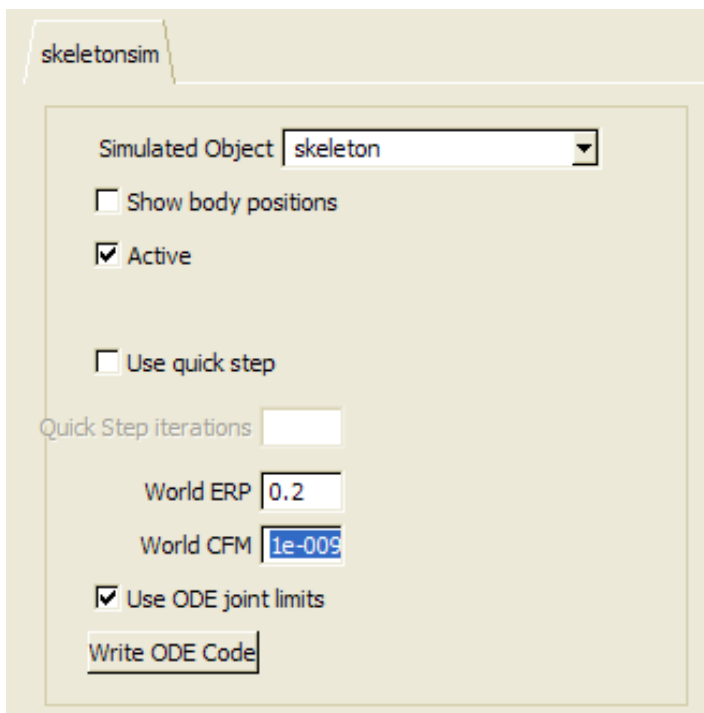 skeletonsim
Simulated Object skeleton
Show body positions
Active
Use quick step
Quick Step iterations
World ERP 0.2
World CFM 1e-009
Use ODE joint limits
Write ODE Code